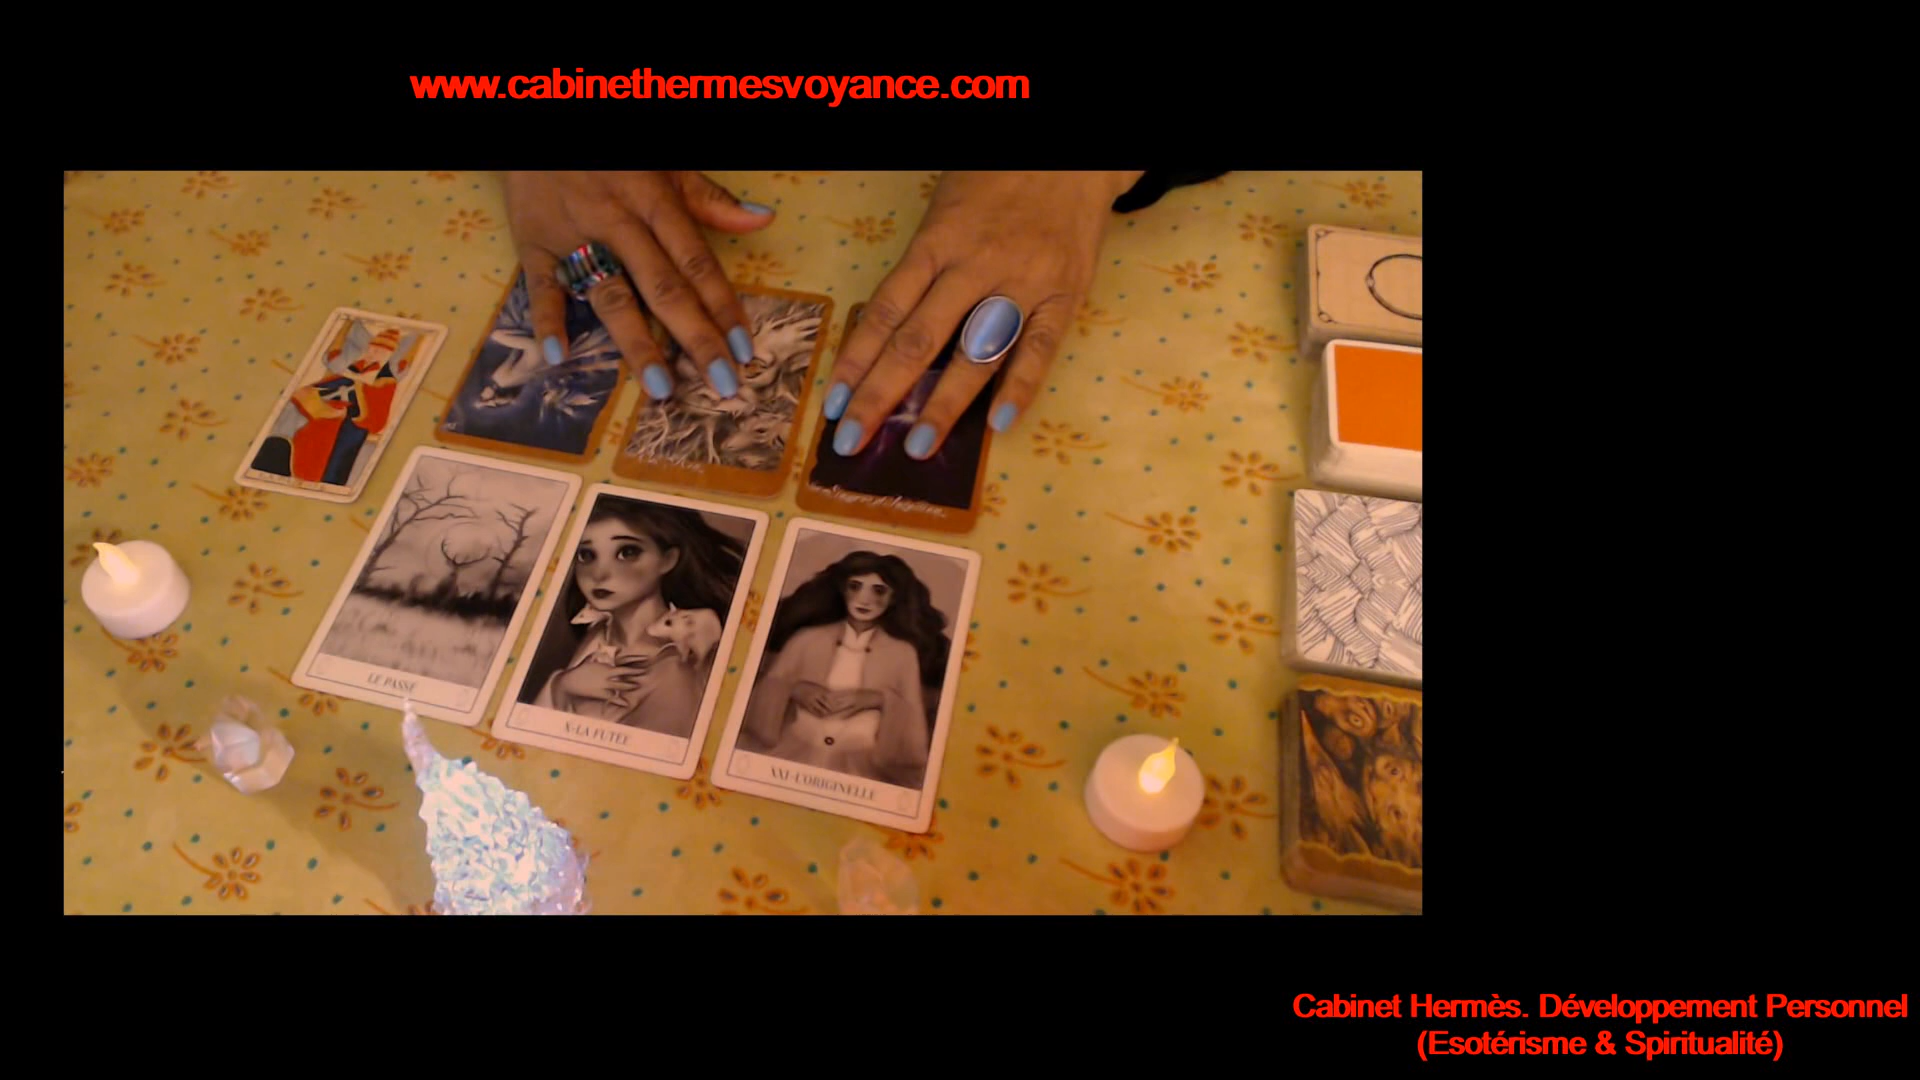 www.cabinethermesvoyance.com
LE PASSÉ
X-LA FUTÉE
XXI-L'ORIGINELLE
Cabinet Hermès. Développement Personnel
(Esotérisme & Spiritualité)